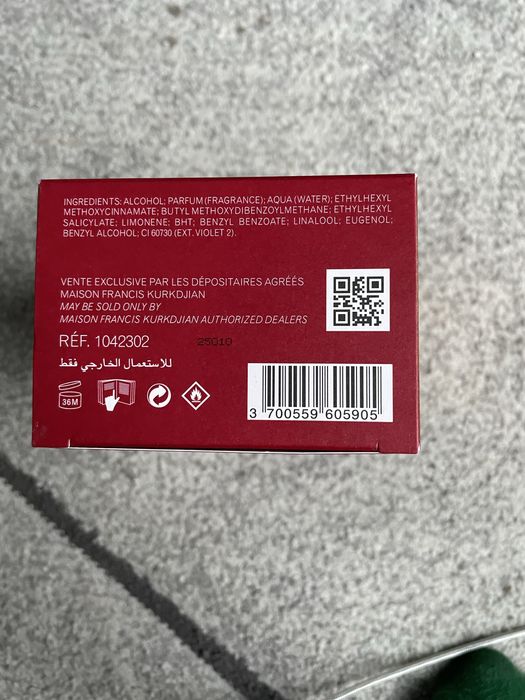 INGREDIENTS: ALCOHOL; PARFUM (FRAGRANCE); AQUA (WATER); ETHYLHEXYL
METHOXYCINNAMATE; BUTYL METHOXYDIBENZOYLMETHANE; ETHYLHEXYL
SALICYLATE; LIMONENE; BHT; BENZYL BENZOATE; LINALOOL; EUGENOL;
BENZYL ALCOHOL; CI 60730 (EXT. VIOLET 2).
VENTE EXCLUSIVE PAR LES DÉPOSITAIRES AGRÉÉS
MAISON FRANCIS KURKDJIAN
MAY BE SOLD ONLY BY
MAISON FRANCIS KURKDJIAN AUTHORIZED DEALERS
RÉF. 1042302
25010
للاستعمال الخارجي فقط
36M
3 700559 605905